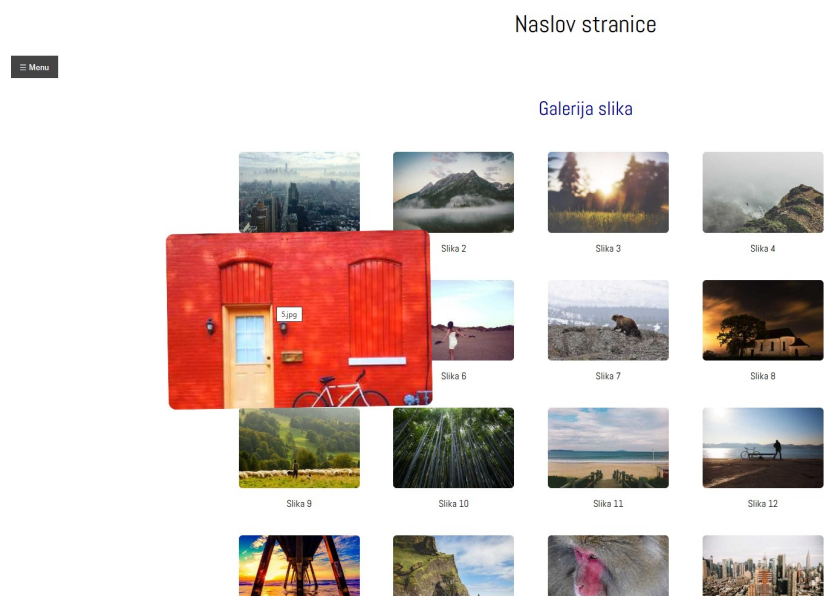 Naslov stranice
☰ Menu
Galerija slika
Slika 2
Slika 3
Slika 4
5.jpg
Slika 6
Slika 7
Slika 8
Slika 9
Slika 10
Slika 11
Slika 12